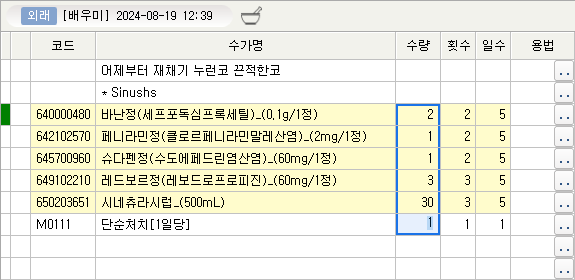 외래 [배우미] 2024-08-19 12:39
코드 수가명 수량 횟수 일수 용법
어제부터 재채기 누런코 끈적한코 ..
* Sinushs ..
640000480 바난정(세프포독심프록세틸)_(0,1g/1정) 2 2 5 ..
642102570 페니라민정(클로르페니라민말레산염)_(2mg/1정) 1 2 5 ..
645700960 슈다펜정(수도에페드린염산염)_(60mg/1정) 1 2 5 ..
649102210 레드보르정(레보드로프로피진)_(60mg/1정) 3 3 5 ..
650203651 시네츄라시럽_(500mL) 30 3 5 ..
M0111 단순처치[1일당] 1 1 1 ..
..
..